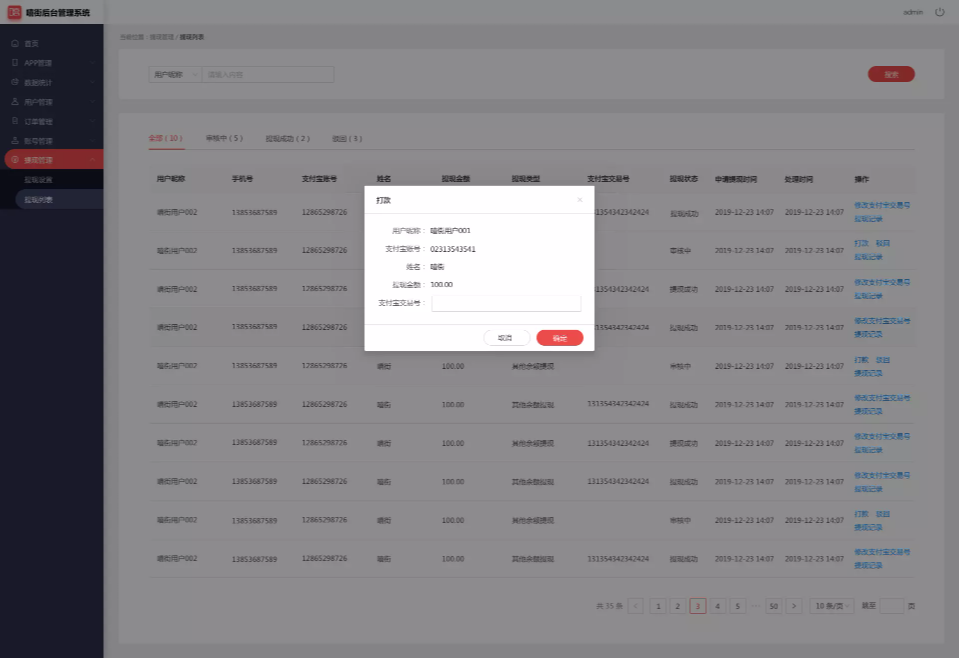 喵街后台管理系统
admin
首页
APP管理
数据统计
用户管理
订单管理
账号管理
提现管理
提现设置
提现列表
当前位置：提现管理 / 提现列表
用户昵称 请输入内容 搜索
全部（10） 审核中（5） 提现成功（2） 驳回（3）
用户昵称 手机号 支付宝账号 姓名 提现金额 提现类型 支付宝交易号 提现状态 申请提现时间 处理时间 操作
喵街用户002 13853687589 12865298726 31354342342424 提现成功 2019-12-23 14:07 2019-12-23 14:07 修改支付宝交易号
提现记录
喵街用户002 13853687589 12865298726 审核中 2019-12-23 14:07 2019-12-23 14:07 打款 驳回
提现记录
喵街用户002 13853687589 12865298726 31354342342424 提现成功 2019-12-23 14:07 2019-12-23 14:07 修改支付宝交易号
提现记录
喵街用户002 13853687589 12865298726 31354342342424 提现成功 2019-12-23 14:07 2019-12-23 14:07 修改支付宝交易号
提现记录
喵街用户002 13853687589 12865298726 喵街 100.00 其他余额提现 审核中 2019-12-23 14:07 2019-12-23 14:07 打款 驳回
提现记录
喵街用户002 13853687589 12865298726 喵街 100.00 其他余额提现 131354342342424 提现成功 2019-12-23 14:07 2019-12-23 14:07 修改支付宝交易号
提现记录
喵街用户002 13853687589 12865298726 喵街 100.00 其他余额提现 131354342342424 提现成功 2019-12-23 14:07 2019-12-23 14:07 修改支付宝交易号
提现记录
喵街用户002 13853687589 12865298726 喵街 100.00 其他余额提现 131354342342424 提现成功 2019-12-23 14:07 2019-12-23 14:07 修改支付宝交易号
提现记录
喵街用户002 13853687589 12865298726 喵街 100.00 其他余额提现 审核中 2019-12-23 14:07 2019-12-23 14:07 打款 驳回
提现记录
喵街用户002 13853687589 12865298726 喵街 100.00 其他余额提现 131354342342424 提现成功 2019-12-23 14:07 2019-12-23 14:07 修改支付宝交易号
提现记录
共 35 条 < 1 2 3 4 5 ··· 50 > 10 条/页 跳至 页
打款 ×
用户昵称： 喵街用户001
支付宝账号： 02313543541
姓名： 喵街
提现金额： 100.00
支付宝交易号：
取消 确定